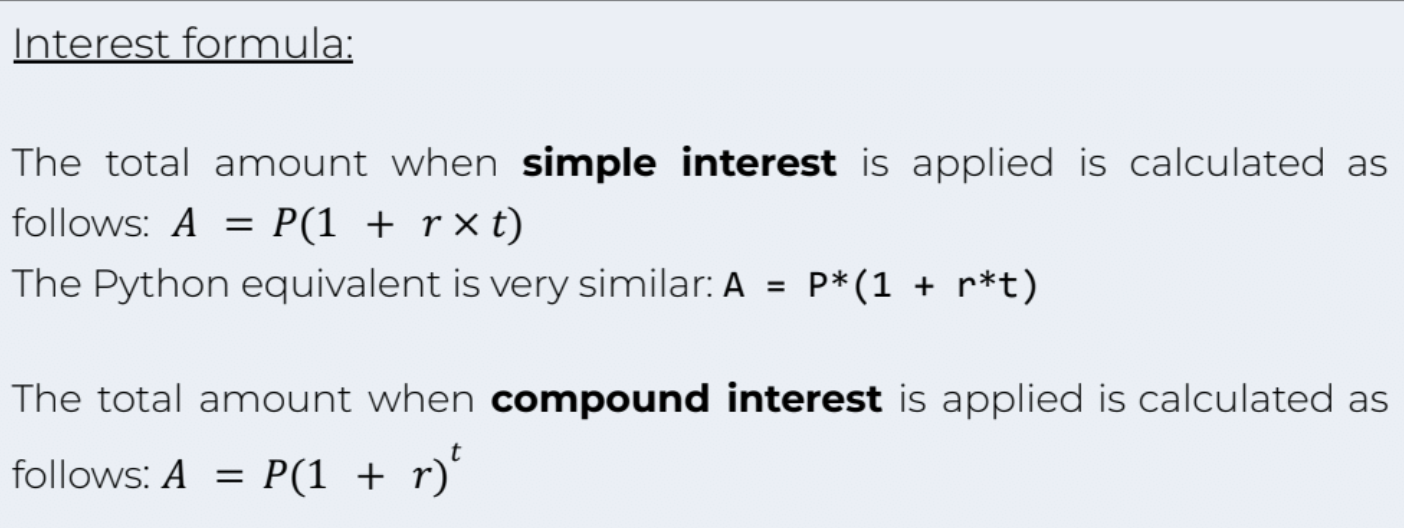 Interest formula:
The total amount when simple interest is applied is calculated as
follows: A = P(1 + r × t)
The Python equivalent is very similar: A = P*(1 + r*t)
The total amount when compound interest is applied is calculated as
follows: A = P(1 + r)^t